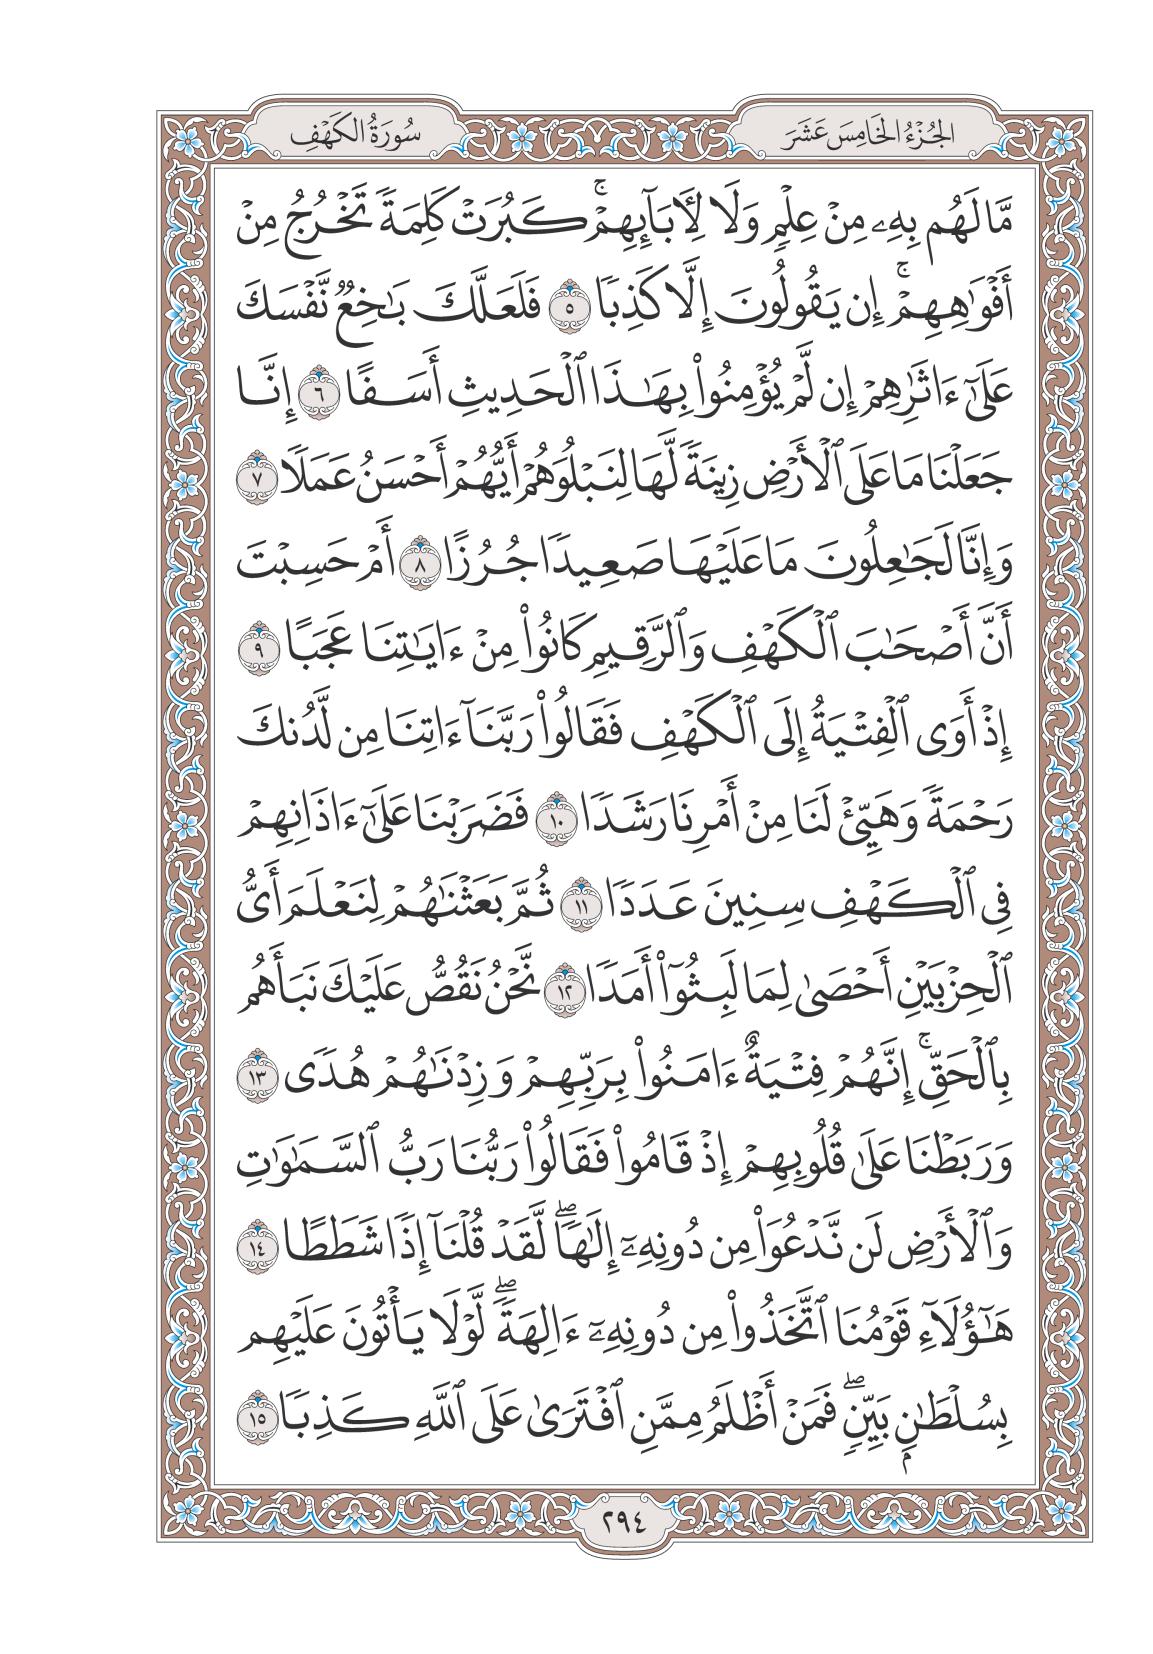 الجُزْءُ الخَامِسَ عَشَرَ
سُورَةُ الكَهْفِ
مَّا لَهُم بِهِۦ مِنْ عِلْمٍ وَلَا لِأٓبَآئِهِمْۚ كَبُرَتْ كَلِمَةً تَخْرُجُ مِنْ
أَفْوَٰهِهِمْۚ إِن يَقُولُونَ إِلَّا كَذِبًا ٥ فَلَعَلَّكَ بَٰخِعٌ نَّفْسَكَ
عَلَىٰٓ ءَاثَٰرِهِمْ إِن لَّمْ يُؤْمِنُوا۟ بِهَٰذَا ٱلْحَدِيثِ أَسَفًا ٦ إِنَّا
جَعَلْنَا مَا عَلَى ٱلْأَرْضِ زِينَةً لَّهَا لِنَبْلُوَهُمْ أَيُّهُمْ أَحْسَنُ عَمَلًا ٧
وَإِنَّا لَجَٰعِلُونَ مَا عَلَيْهَا صَعِيدًا جُرُزًا ٨ أَمْ حَسِبْتَ
أَنَّ أَصْحَٰبَ ٱلْكَهْفِ وَٱلرَّقِيمِ كَانُوا۟ مِنْ ءَايَٰتِنَا عَجَبًا ٩
إِذْ أَوَى ٱلْفِتْيَةُ إِلَى ٱلْكَهْفِ فَقَالُوا۟ رَبَّنَآ ءَاتِنَا مِن لَّدُنكَ
رَحْمَةً وَهَيِّئْ لَنَا مِنْ أَمْرِنَا رَشَدًا ١٠ فَضَرَبْنَا عَلَىٰٓ ءَاذَانِهِمْ
فِى ٱلْكَهْفِ سِنِينَ عَدَدًا ١١ ثُمَّ بَعَثْنَٰهُمْ لِنَعْلَمَ أَىُّ
ٱلْحِزْبَيْنِ أَحْصَىٰ لِمَا لَبِثُوٓا۟ أَمَدًا ١٢ نَّحْنُ نَقُصُّ عَلَيْكَ نَبَأَهُم
بِٱلْحَقِّۚ إِنَّهُمْ فِتْيَةٌ ءَامَنُوا۟ بِرَبِّهِمْ وَزِدْنَٰهُمْ هُدًى ١٣
وَرَبَطْنَا عَلَىٰ قُلُوبِهِمْ إِذْ قَامُوا۟ فَقَالُوا۟ رَبُّنَا رَبُّ ٱلسَّمَٰوَٰتِ
وَٱلْأَرْضِ لَن نَّدْعُوَا۟ مِن دُونِهِۦٓ إِلَٰهًاۖ لَّقَدْ قُلْنَآ إِذًا شَطَطًا ١٤
هَٰٓؤُلَآءِ قَوْمُنَا ٱتَّخَذُوا۟ مِن دُونِهِۦٓ ءَالِهَةًۖ لَّوْلَا يَأْتُونَ عَلَيْهِم
بِسُلْطَٰنٍۭ بَيِّنٍۖ فَمَنْ أَظْلَمُ مِمَّنِ ٱفْتَرَىٰ عَلَى ٱللَّهِ كَذِبًا ١٥
٢٩٤